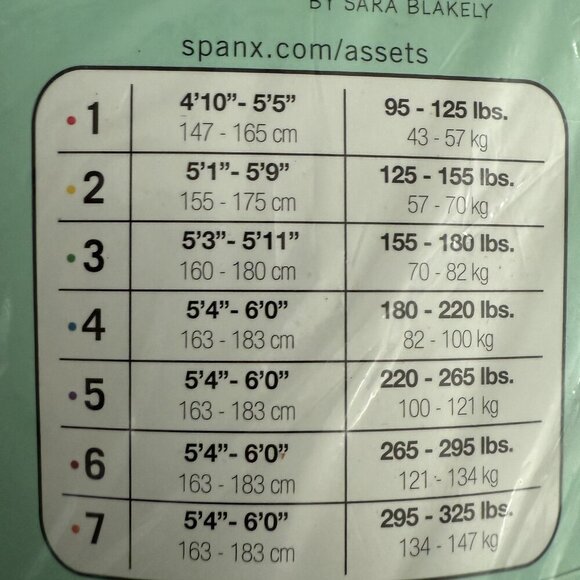 BY SARA BLAKELY
spanx.com/assets
1 4'10"- 5'5" 95 - 125 lbs.
147 - 165 cm 43 - 57 kg
2 5'1"- 5'9" 125 - 155 lbs.
155 - 175 cm 57 - 70 kg
3 5'3"- 5'11" 155 - 180 lbs.
160 - 180 cm 70 - 82 kg
4 5'4"- 6'0" 180 - 220 lbs.
163 - 183 cm 82 - 100 kg
5 5'4"- 6'0" 220 - 265 lbs.
163 - 183 cm 100 - 121 kg
6 5'4"- 6'0" 265 - 295 lbs.
163 - 183 cm 121 - 134 kg
7 5'4"- 6'0" 295 - 325 lbs.
163 - 183 cm 134 - 147 kg